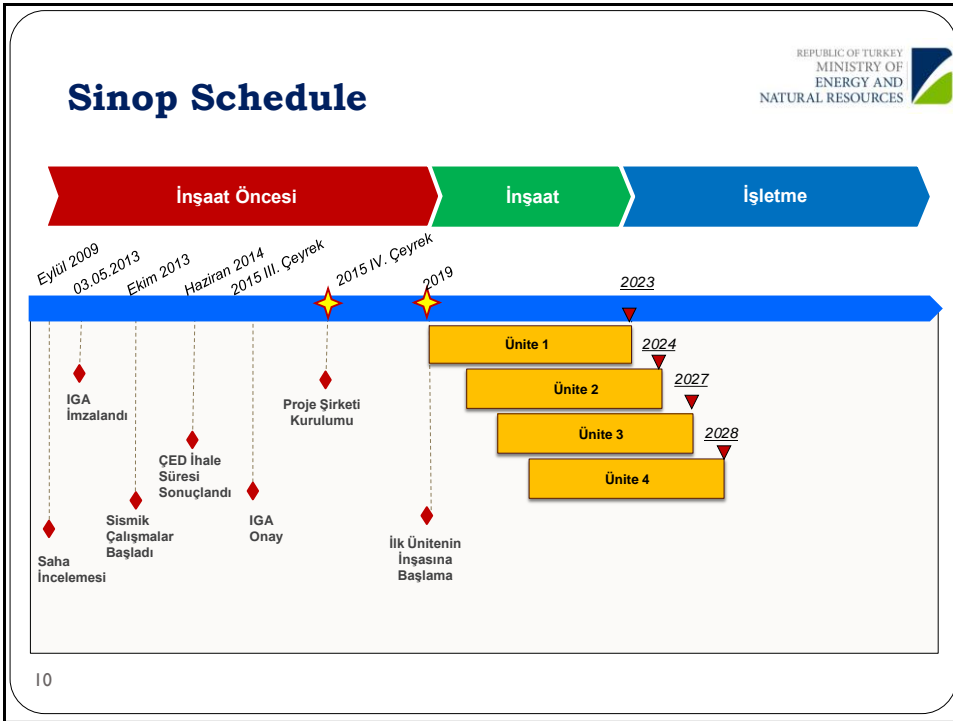 REPUBLIC OF TURKEY
MINISTRY OF
ENERGY AND
NATURAL RESOURCES
Sinop Schedule
İnşaat Öncesi
İnşaat
İşletme
Eylül 2009
03.05.2013
Ekim 2013
Haziran 2014
2015 III. Çeyrek
2015 IV. Çeyrek
2019
2023
Ünite 1
2024
Ünite 2
2027
Ünite 3
2028
Ünite 4
IGA
İmzalandı
Proje Şirketi
Kurulumu
ÇED İhale
Süresi
Sonuçlandı
Sismik
Çalışmalar
Başladı
IGA
Onay
İlk Ünitenin
İnşasına
Başlama
Saha
İncelemesi
10